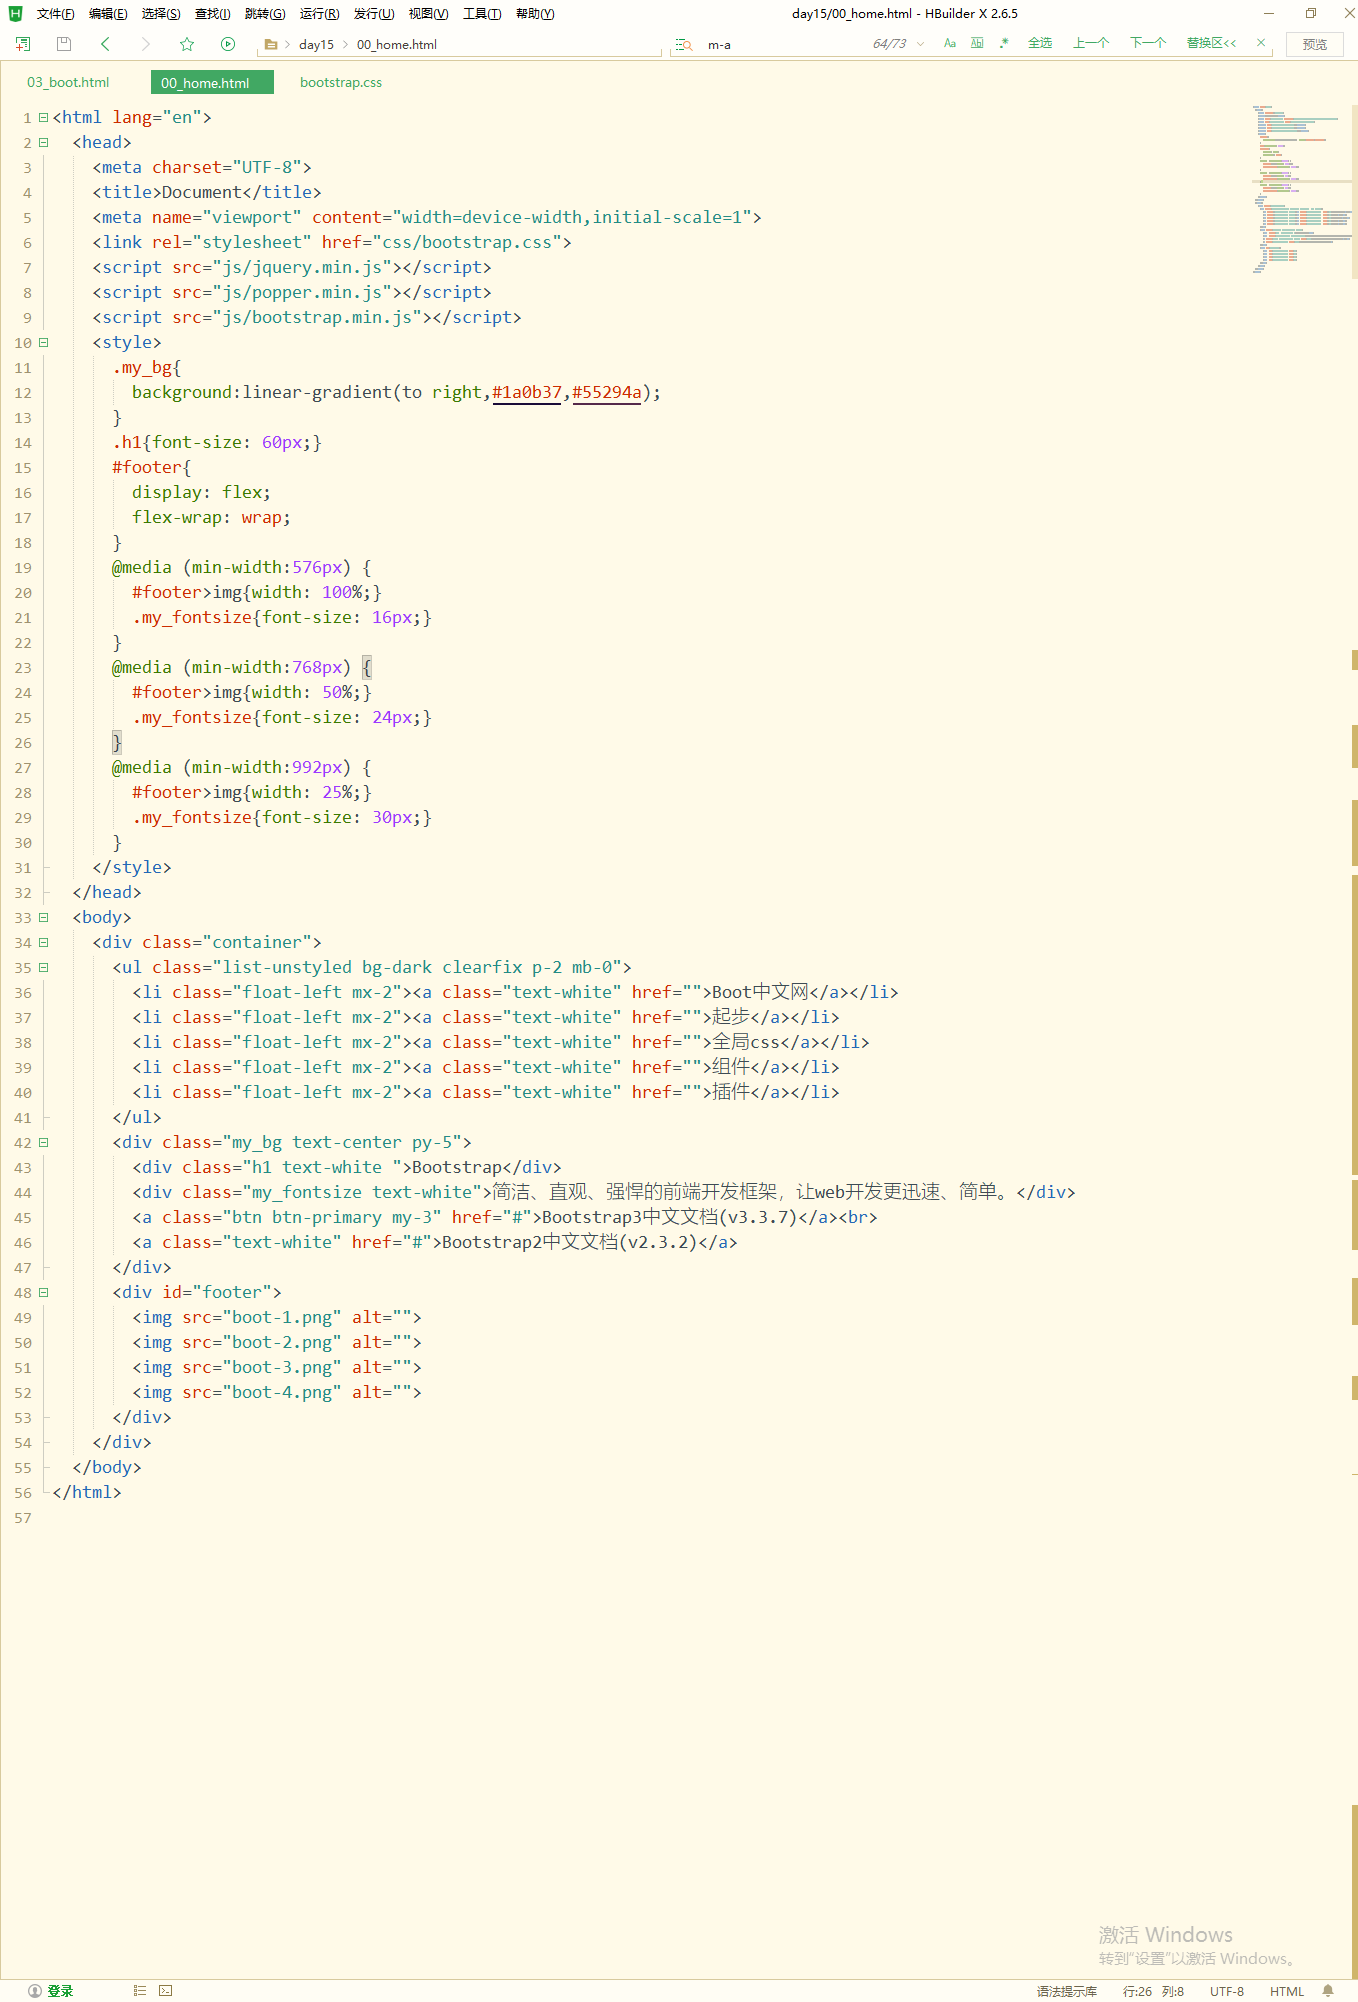 文件(F) 编辑(E) 选择(S) 查找(I) 跳转(G) 运行(R) 发行(U) 视图(V) 工具(T) 帮助(Y) day15/00_home.html - HBuilder X 2.6.5
day15 00_home.html m-a 64/73 Aa 全选 上一个 下一个 替换区<< 预览
03_boot.html 00_home.html bootstrap.css
1 <html lang="en">
2 <head>
3 <meta charset="UTF-8">
4 <title>Document</title>
5 <meta name="viewport" content="width=device-width,initial-scale=1">
6 <link rel="stylesheet" href="css/bootstrap.css">
7 <script src="js/jquery.min.js"></script>
8 <script src="js/popper.min.js"></script>
9 <script src="js/bootstrap.min.js"></script>
10 <style>
11 .my_bg{
12 background:linear-gradient(to right,#1a0b37,#55294a);
13 }
14 .h1{font-size: 60px;}
15 #footer{
16 display: flex;
17 flex-wrap: wrap;
18 }
19 @media (min-width:576px) {
20 #footer>img{width: 100%;}
21 .my_fontsize{font-size: 16px;}
22 }
23 @media (min-width:768px) {
24 #footer>img{width: 50%;}
25 .my_fontsize{font-size: 24px;}
26 }
27 @media (min-width:992px) {
28 #footer>img{width: 25%;}
29 .my_fontsize{font-size: 30px;}
30 }
31 </style>
32 </head>
33 <body>
34 <div class="container">
35 <ul class="list-unstyled bg-dark clearfix p-2 mb-0">
36 <li class="float-left mx-2"><a class="text-white" href="">Boot中文网</a></li>
37 <li class="float-left mx-2"><a class="text-white" href="">起步</a></li>
38 <li class="float-left mx-2"><a class="text-white" href="">全局css</a></li>
39 <li class="float-left mx-2"><a class="text-white" href="">组件</a></li>
40 <li class="float-left mx-2"><a class="text-white" href="">插件</a></li>
41 </ul>
42 <div class="my_bg text-center py-5">
43 <div class="h1 text-white ">Bootstrap</div>
44 <div class="my_fontsize text-white">简洁、直观、强悍的前端开发框架，让web开发更迅速、简单。</div>
45 <a class="btn btn-primary my-3" href="#">Bootstrap3中文文档(v3.3.7)</a><br>
46 <a class="text-white" href="#">Bootstrap2中文文档(v2.3.2)</a>
47 </div>
48 <div id="footer">
49 <img src="boot-1.png" alt="">
50 <img src="boot-2.png" alt="">
51 <img src="boot-3.png" alt="">
52 <img src="boot-4.png" alt="">
53 </div>
54 </div>
55 </body>
56 </html>
57
激活 Windows
转到"设置"以激活 Windows。
登录 语法提示库 行:26 列:8 UTF-8 HTML